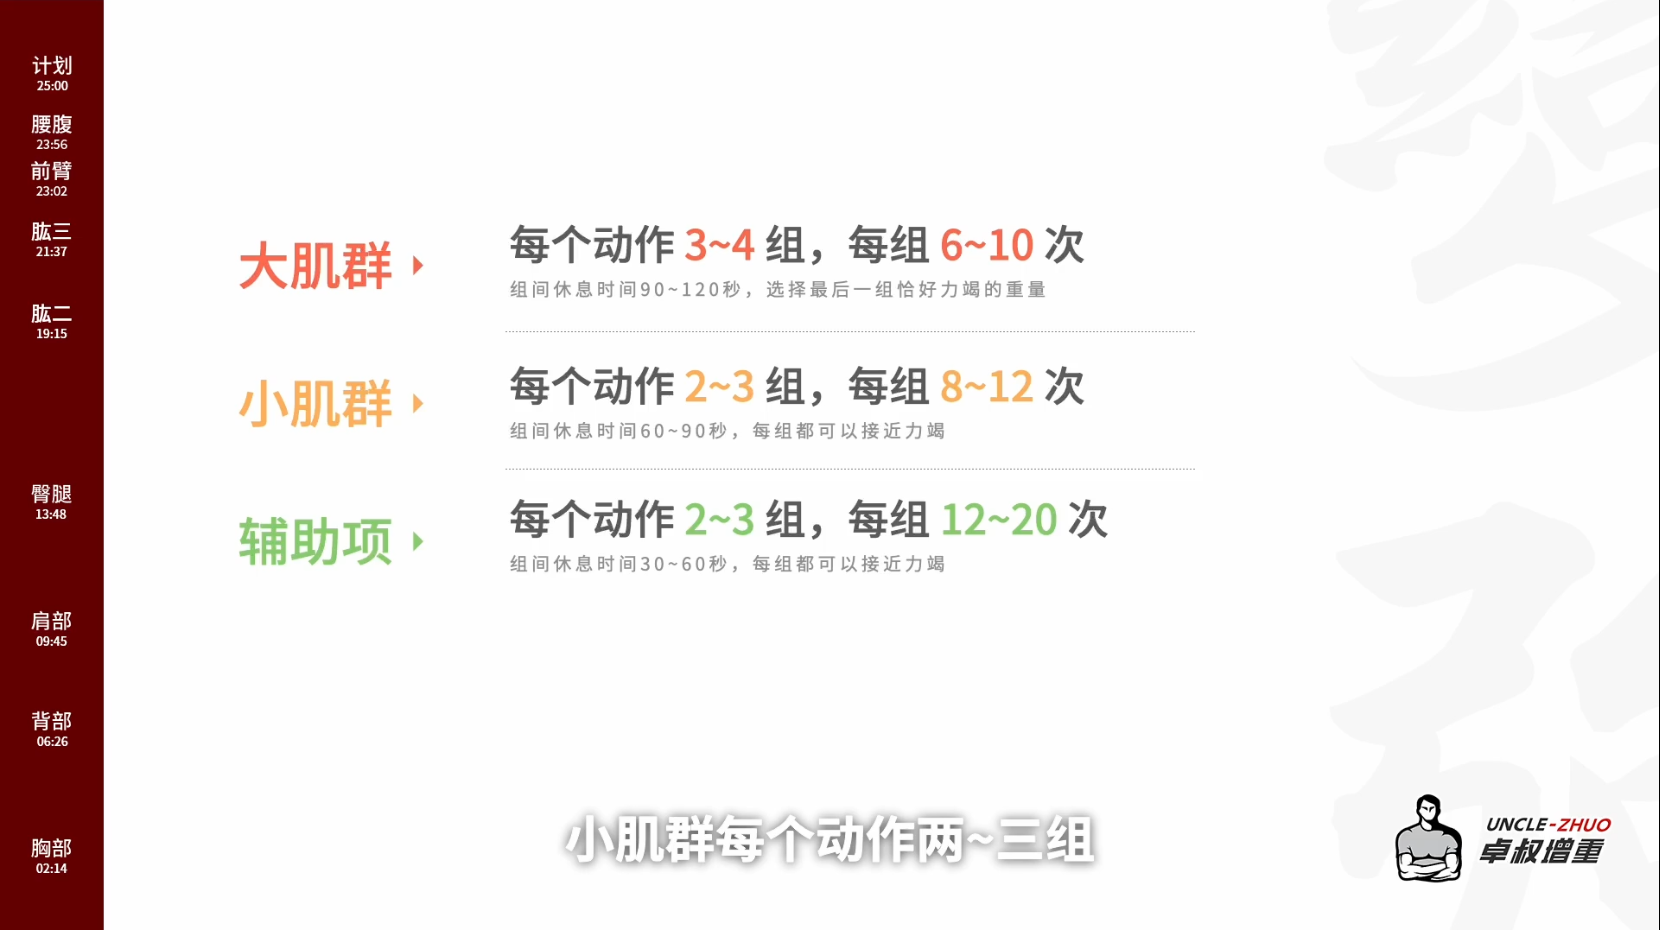 计划
25:00
腰腹
23:56
前臂
23:02
肱三
21:37
肱二
19:15
臀腿
13:48
肩部
09:45
背部
06:26
胸部
02:14
大肌群
每个动作 3~4 组，每组 6~10 次
组间休息时间90~120秒，选择最后一组恰好力竭的重量
小肌群
每个动作 2~3 组，每组 8~12 次
组间休息时间60~90秒，每组都可以接近力竭
辅助项
每个动作 2~3 组，每组 12~20 次
组间休息时间30~60秒，每组都可以接近力竭
小肌群每个动作两~三组
UNCLE-ZHUO
卓叔增重